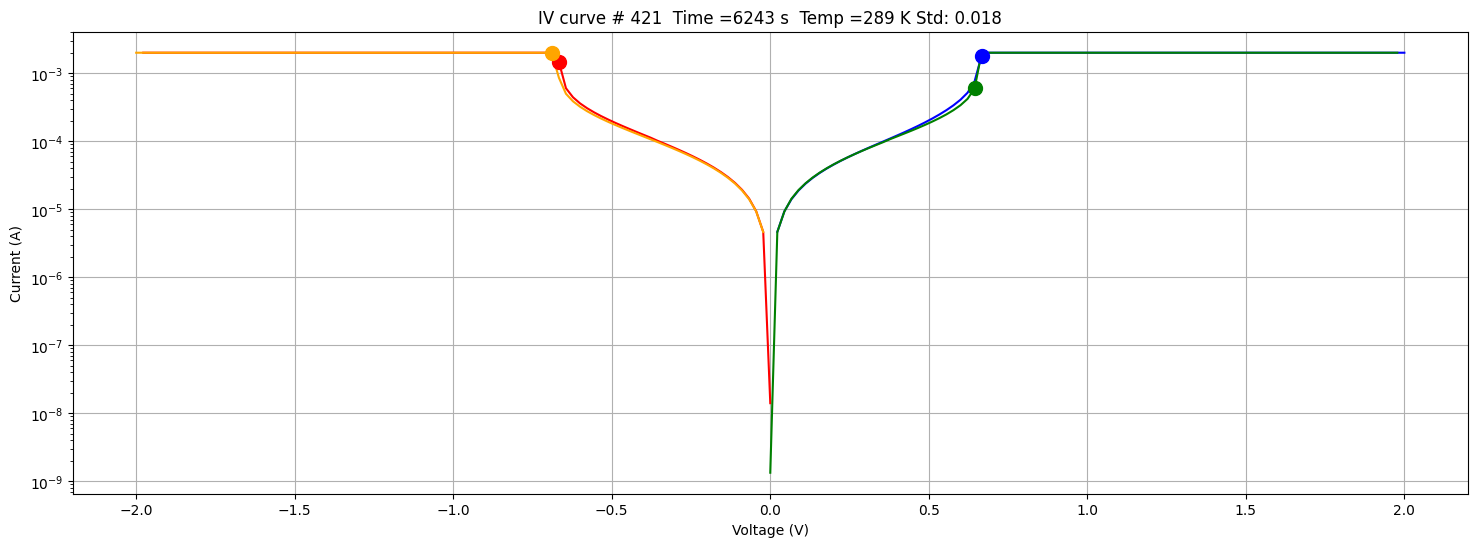 IV curve # 421  Time =6243 s  Temp =289 K Std: 0.018
Current (A)
10⁻³
10⁻⁴
10⁻⁵
10⁻⁶
10⁻⁷
10⁻⁸
10⁻⁹
−2.0 −1.5 −1.0 −0.5 0.0 0.5 1.0 1.5 2.0
Voltage (V)